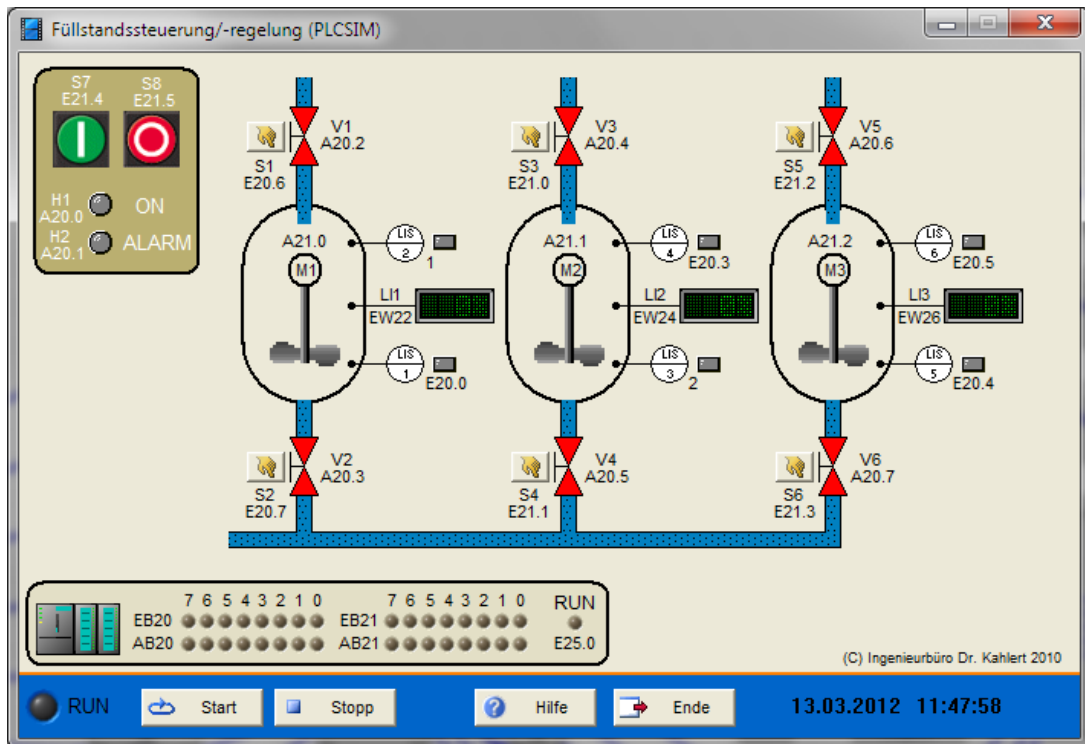 Füllstandssteuerung/-regelung (PLCSIM)
S7 S8
E21.4 E21.5
H1
A20.0
ON
H2
A20.1
ALARM
V1
A20.2
S1
E20.6
V3
A20.4
S3
E21.0
V5
A20.6
S5
E21.2
A21.0
M1
LIS
2
1
LI1
EW22
LIS
1
E20.0
A21.1
M2
LIS
4
E20.3
LI2
EW24
LIS
3
2
A21.2
M3
LIS
6
E20.5
LI3
EW26
LIS
5
E20.4
V2
A20.3
S2
E20.7
V4
A20.5
S4
E21.1
V6
A20.7
S6
E21.3
7 6 5 4 3 2 1 0 7 6 5 4 3 2 1 0 RUN
EB20 EB21
AB20 AB21 E25.0
(C) Ingenieurbüro Dr. Kahlert 2010
RUN Start Stopp Hilfe Ende 13.03.2012 11:47:58